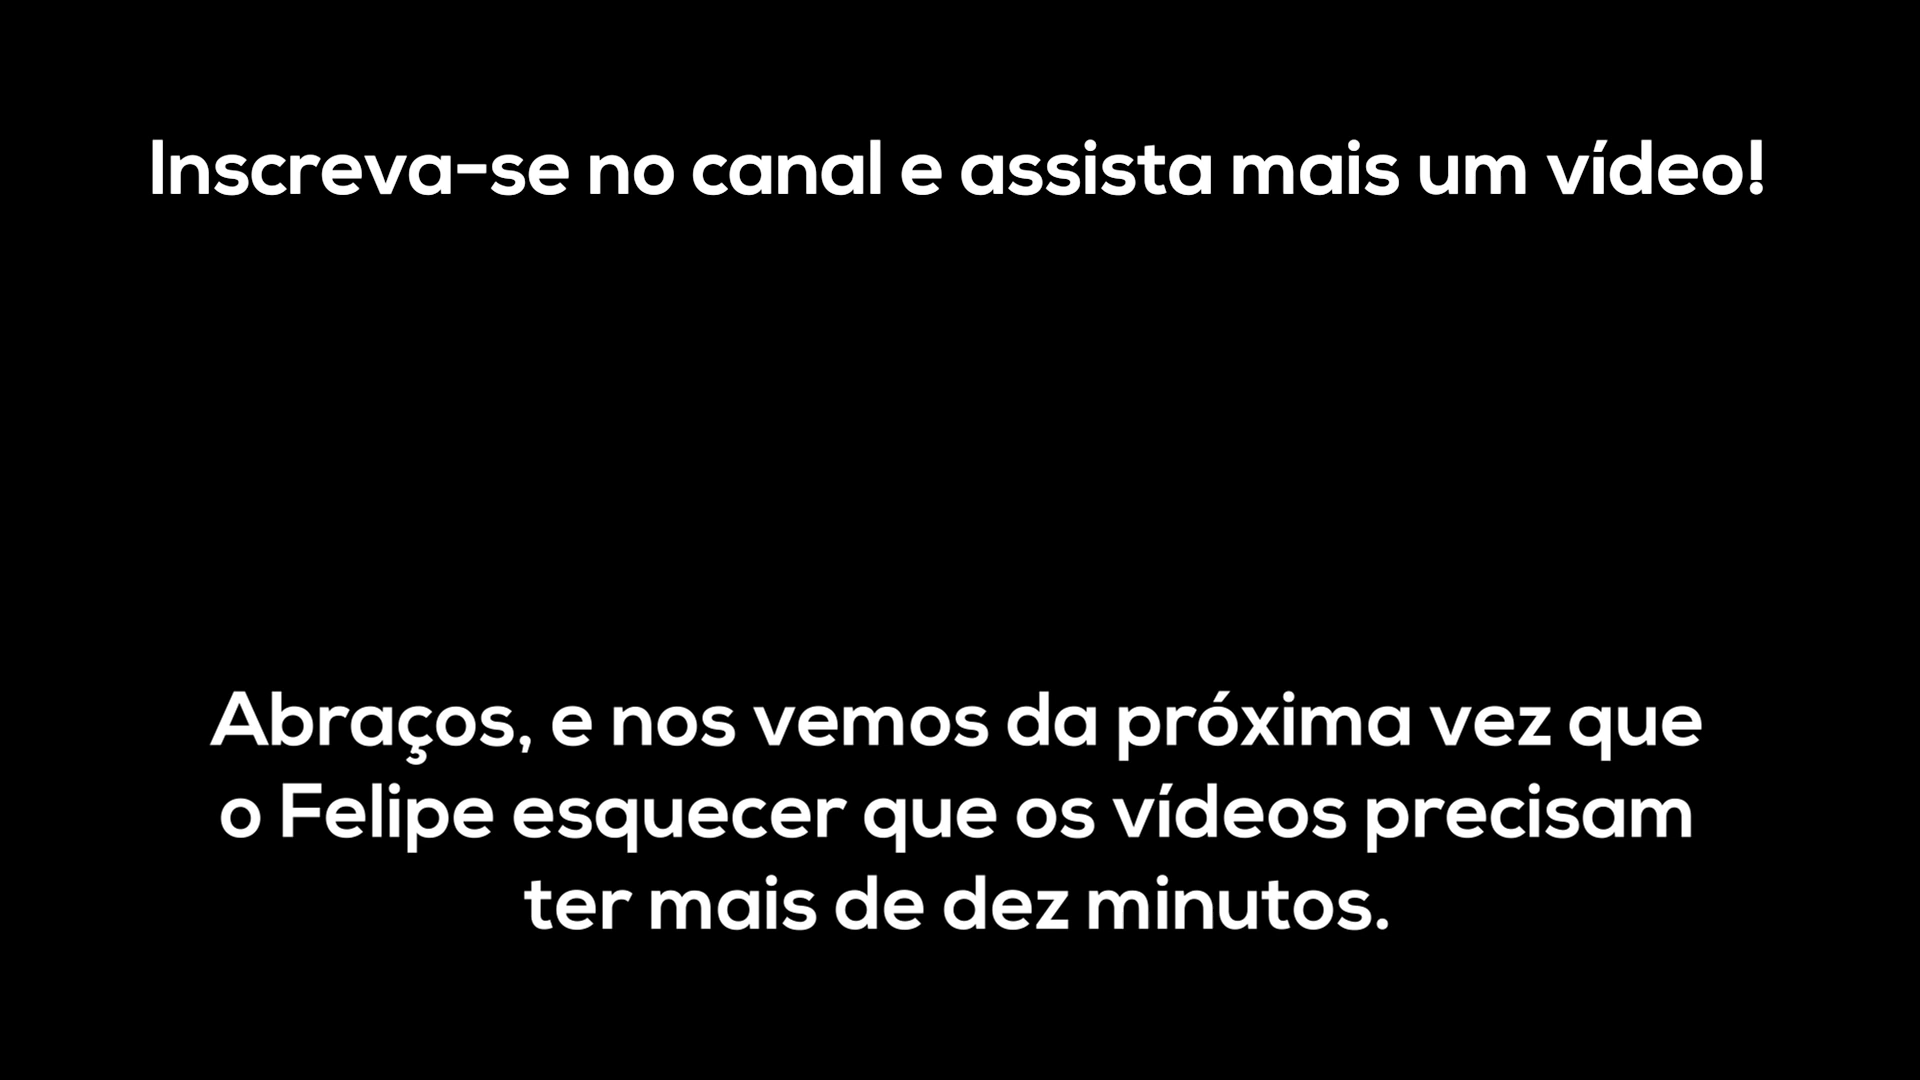 Inscreva-se no canal e assista mais um vídeo!
Abraços, e nos vemos da próxima vez que
o Felipe esquecer que os vídeos precisam
ter mais de dez minutos.